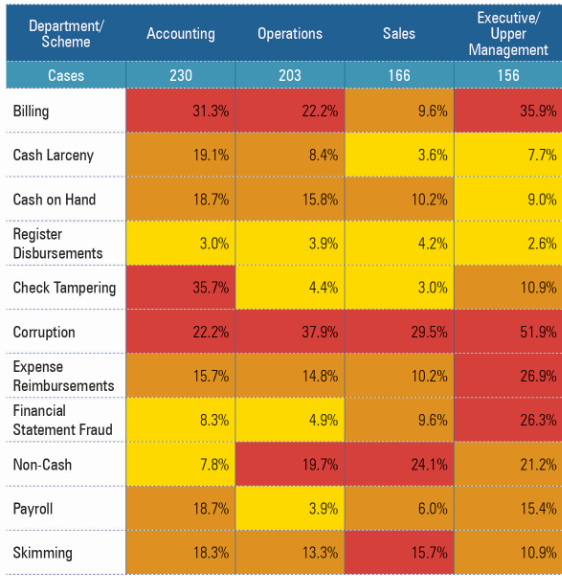 Department/ Scheme Accounting Operations Sales Executive/ Upper Management
Cases 230 203 166 156
Billing 31.3% 22.2% 9.6% 35.9%
Cash Larceny 19.1% 8.4% 3.6% 7.7%
Cash on Hand 18.7% 15.8% 10.2% 9.0%
Register Disbursements 3.0% 3.9% 4.2% 2.6%
Check Tampering 35.7% 4.4% 3.0% 10.9%
Corruption 22.2% 37.9% 29.5% 51.9%
Expense Reimbursements 15.7% 14.8% 10.2% 26.9%
Financial Statement Fraud 8.3% 4.9% 9.6% 26.3%
Non-Cash 7.8% 19.7% 24.1% 21.2%
Payroll 18.7% 3.9% 6.0% 15.4%
Skimming 18.3% 13.3% 15.7% 10.9%